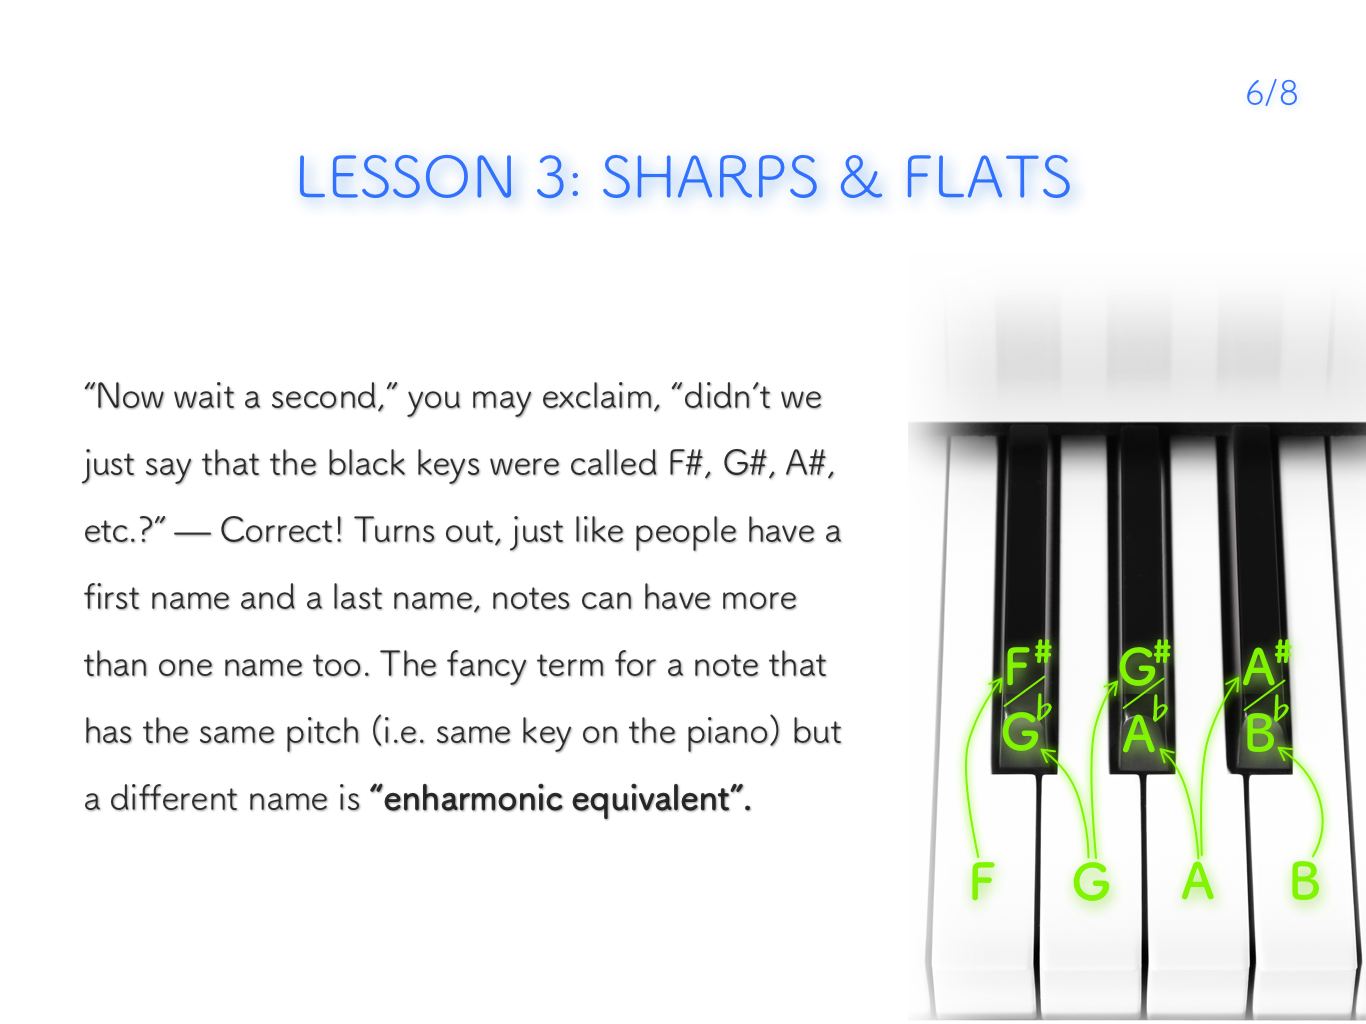 6/8
LESSON 3: SHARPS & FLATS
“Now wait a second,” you may exclaim, “didn’t we
just say that the black keys were called F#, G#, A#,
etc.?” — Correct! Turns out, just like people have a
first name and a last name, notes can have more
than one name too. The fancy term for a note that
has the same pitch (i.e. same key on the piano) but
a different name is “enharmonic equivalent”.
F# G# A#
G♭ A♭ B♭
F G A B